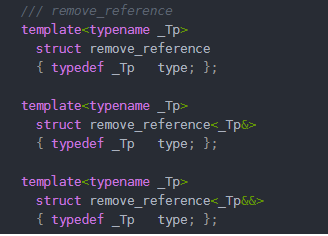 /// remove_reference
template<typename _Tp>
struct remove_reference
{ typedef _Tp   type; };
template<typename _Tp>
struct remove_reference<_Tp&>
{ typedef _Tp   type; };
template<typename _Tp>
struct remove_reference<_Tp&&>
{ typedef _Tp   type; };